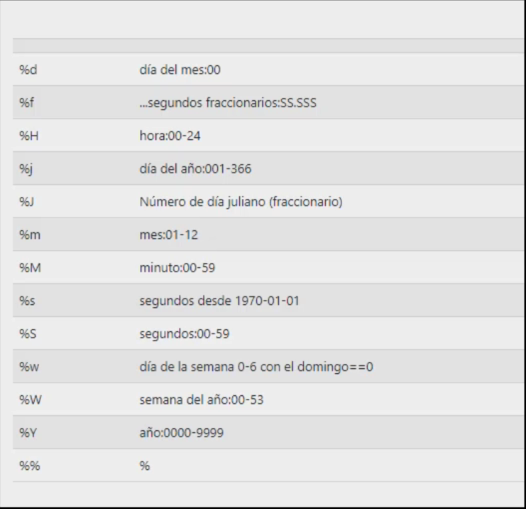 %d día del mes:00
%f ...segundos fraccionarios:SS.SSS
%H hora:00-24
%j día del año:001-366
%J Número de día juliano (fraccionario)
%m mes:01-12
%M minuto:00-59
%s segundos desde 1970-01-01
%S segundos:00-59
%w día de la semana 0-6 con el domingo==0
%W semana del año:00-53
%Y año:0000-9999
%% %